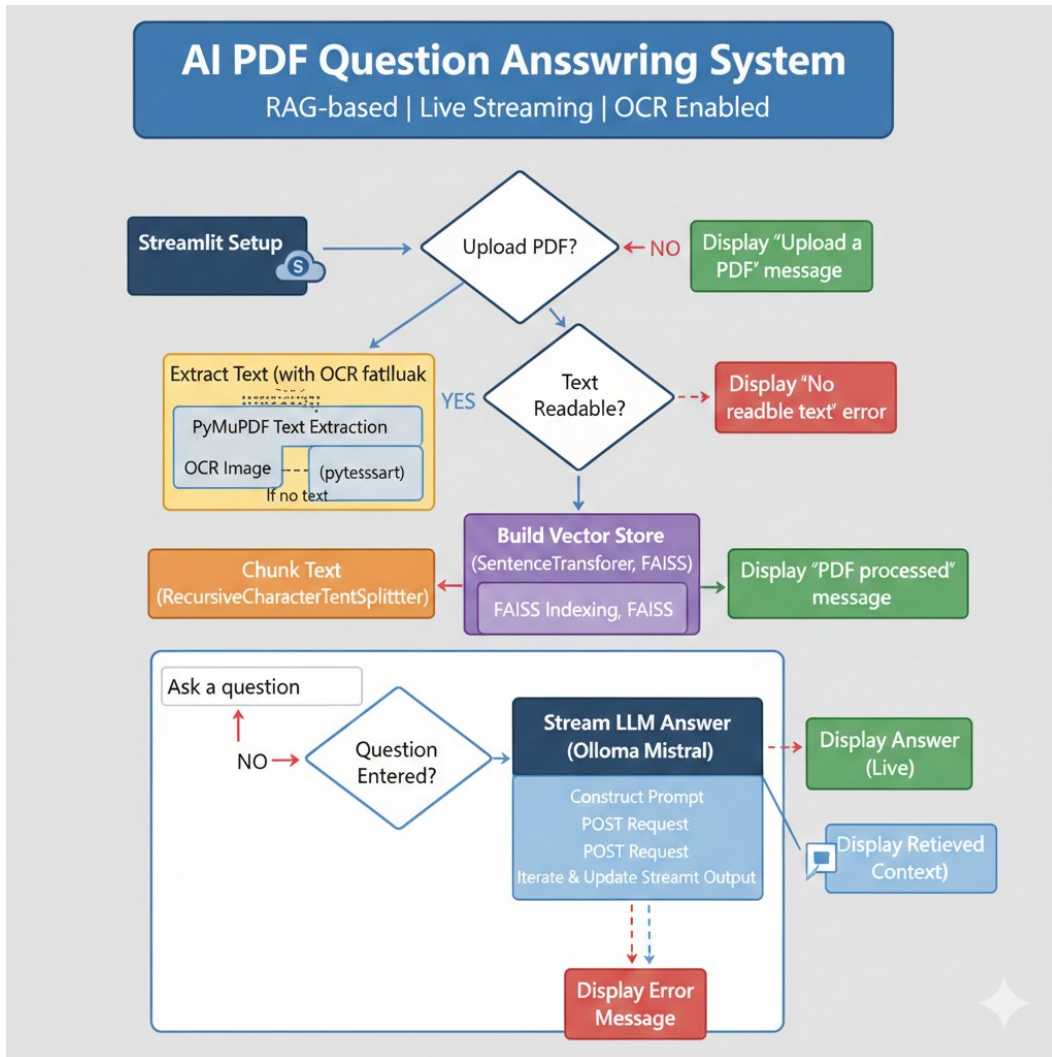 AI PDF Question Ansswring System
RAG-based | Live Streaming | OCR Enabled
Streamlit Setup
S
Upload PDF?
NO
Display "Upload a
PDF" message
Extract Text (with OCR fatlluak
PyMuPDF Text Extraction
OCR Image
(pytesssart)
If no text
YES
Text
Readable?
Display "No
readble text" error
Build Vector Store
(SentenceTransforer, FAISS)
FAISS Indexing, FAISS
Chunk Text
(RecursiveCharacterTentSplittter)
Display "PDF processed"
message
Ask a question
NO
Question
Entered?
Stream LLM Answer
(Olloma Mistral)
Construct Prompt
POST Request
POST Request
Iterate & Update Streamt Output
Display Answer
(Live)
Display Retieved
Context)
Display Error
Message